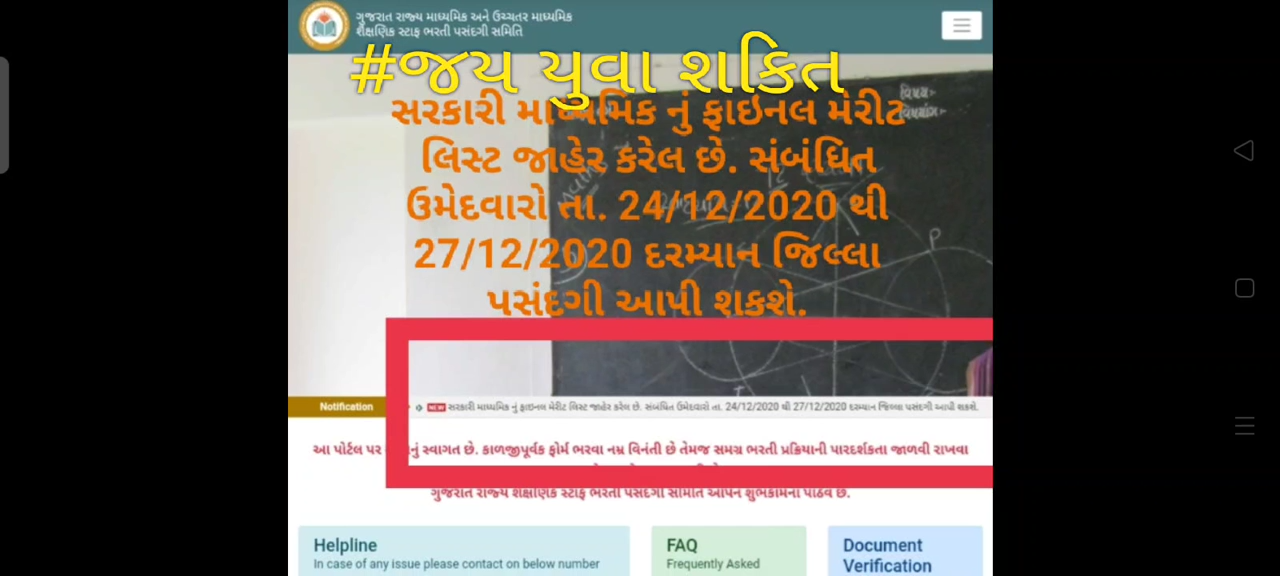 ગુજરાત રાજ્ય માધ્યમિક અને ઉચ્ચતર માધ્યમિક
શૈક્ષણિક સ્ટાફ ભરતી પસંદગી સમિતિ
#જય યુવા શકિત
સરકારી માધ્યમિક નું ફાઇનલ મેરીટ
લિસ્ટ જાહેર કરેલ છે. સંબંધિત
ઉમેદવારો તા. 24/12/2020 થી
27/12/2020 દરમ્યાન જિલ્લા
પસંદગી આપી શકશે.
વિષય:-
વિષયાંગ:-
P
Notification
NEW સરકારી માધ્યમિક નું ફાઇનલ મેરીટ લિસ્ટ જાહેર કરેલ છે. સંબંધિત ઉમેદવારો તા. 24/12/2020 થી 27/12/2020 દરમ્યાન જિલ્લા પસંદગી આપી શકશે.
આ પોર્ટલ પર સ્વાગત છે. કાળજીપૂર્વક ફોર્મ ભરવા નમ્ર વિનંતી છે તેમજ સમગ્ર ભરતી પ્રક્રિયાની પારદર્શકતા જાળવી રાખવા
ગુજરાત રાજ્ય શૈક્ષણિક સ્ટાફ ભરતી પસંદગી સમિતિ આપને શુભકામના પાઠવે છે.
Helpline
In case of any issue please contact on below number
FAQ
Frequently Asked
Document
Verification